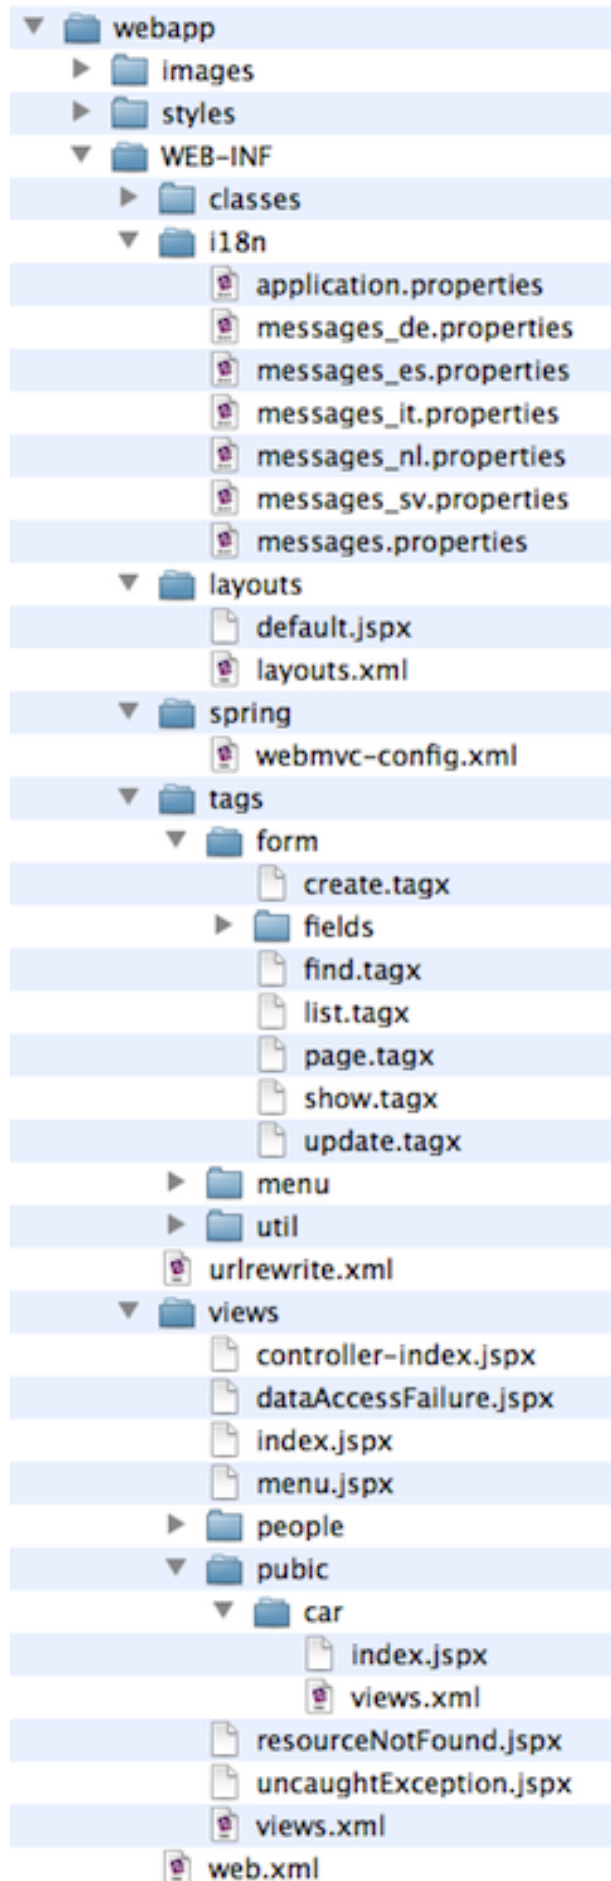 webapp
images
styles
WEB-INF
classes
i18n
application.properties
messages_de.properties
messages_es.properties
messages_it.properties
messages_nl.properties
messages_sv.properties
messages.properties
layouts
default.jspx
layouts.xml
spring
webmvc-config.xml
tags
form
create.tagx
fields
find.tagx
list.tagx
page.tagx
show.tagx
update.tagx
menu
util
urlrewrite.xml
views
controller-index.jspx
dataAccessFailure.jspx
index.jspx
menu.jspx
people
pubic
car
index.jspx
views.xml
resourceNotFound.jspx
uncaughtException.jspx
views.xml
web.xml